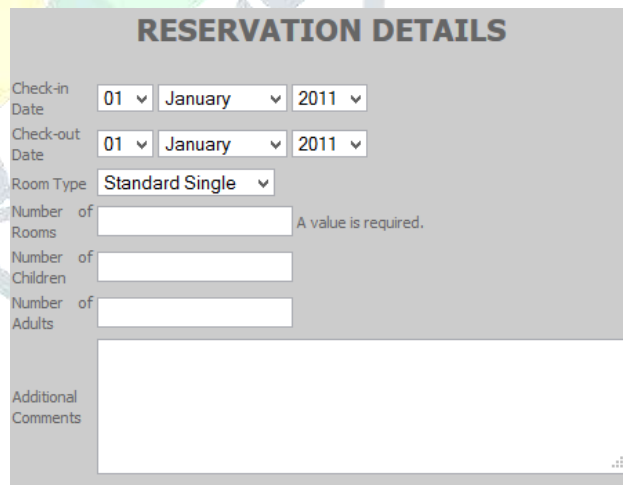 RESERVATION DETAILS
Check-in
Date
01 January 2011
Check-out
Date
01 January 2011
Room Type Standard Single
Number of
Rooms
A value is required.
Number of
Children
Number of
Adults
Additional
Comments